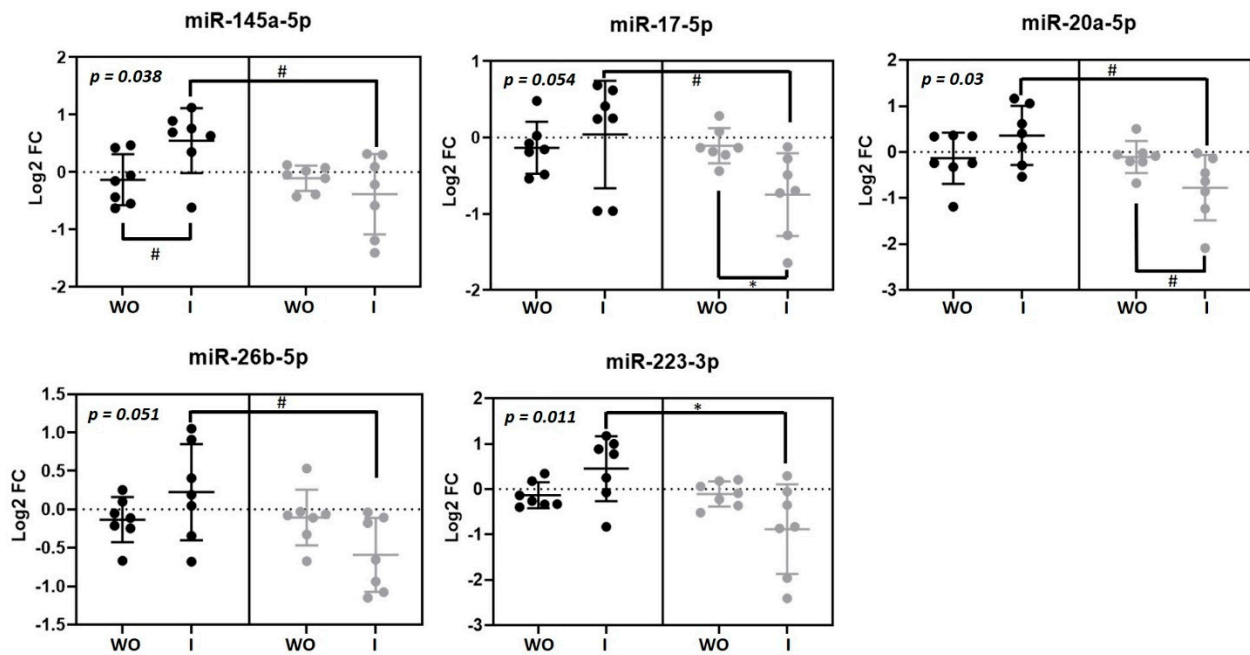 miR-145a-5p
p = 0.038
#
#
Log2 FC
2
1
0
-1
-2
WO
I
WO
I
miR-17-5p
p = 0.054
#
*
Log2 FC
1
0
-1
-2
WO
I
WO
I
miR-20a-5p
p = 0.03
#
#
Log2 FC
2
1
0
-1
-2
-3
WO
I
WO
I
miR-26b-5p
p = 0.051
#
Log2 FC
1.5
1.0
0.5
0.0
-0.5
-1.0
-1.5
WO
I
WO
I
miR-223-3p
p = 0.011
*
Log2 FC
2
1
0
-1
-2
-3
WO
I
WO
I